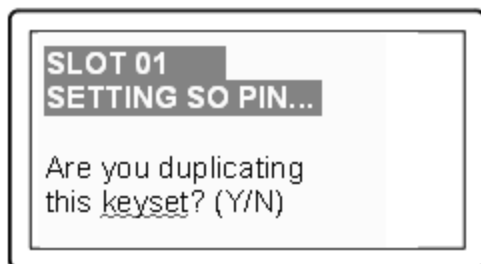 SLOT 01
SETTING SO PIN...
Are you duplicating
this keyset? (Y/N)